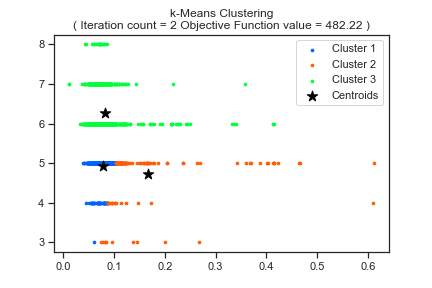 k-Means Clustering
( Iteration count = 2 Objective Function value = 482.22 )
8
7
6
5
4
3
0.0 0.1 0.2 0.3 0.4 0.5 0.6
Cluster 1
Cluster 2
Cluster 3
Centroids